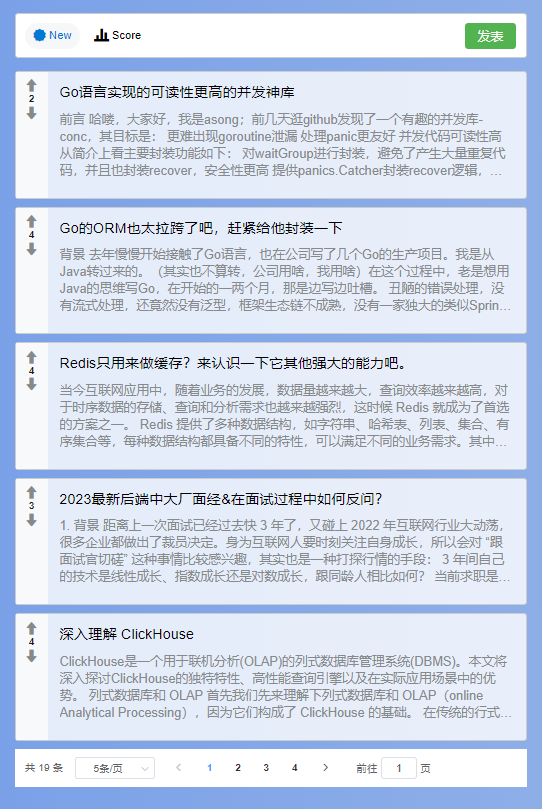 New Score 发表
2
Go语言实现的可读性更高的并发神库
前言 哈喽，大家好，我是asong；前几天逛github发现了一个有趣的并发库-
conc，其目标是： 更难出现goroutine泄漏 处理panic更友好 并发代码可读性高
从简介上看主要封装功能如下： 对waitGroup进行封装，避免了产生大量重复代
码，并且也封装recover，安全性更高 提供panics.Catcher封装recover逻辑，...
4
Go的ORM也太拉跨了吧，赶紧给他封装一下
背景 去年慢慢开始接触了Go语言，也在公司写了几个Go的生产项目。我是从
Java转过来的。（其实也不算转，公司用啥，我用啥）在这个过程中，老是想用
Java的思维写Go，在开始的一两个月，那是边写边吐槽。 丑陋的错误处理，没
有流式处理，还竟然没有泛型，框架生态链不成熟，没有一家独大的类似Sprin...
4
Redis只用来做缓存？来认识一下它其他强大的能力吧。
当今互联网应用中，随着业务的发展，数据量越来越大，查询效率越来越高，对
于时序数据的存储、查询和分析需求也越来越强烈，这时候 Redis 就成为了首选
的方案之一。 Redis 提供了多种数据结构，如字符串、哈希表、列表、集合、有
序集合等，每种数据结构都具备不同的特性，可以满足不同的业务需求。其中...
3
2023最新后端中大厂面经&在面试过程中如何反问?
1. 背景 距离上一次面试已经过去快 3 年了，又碰上 2022 年互联网行业大动荡，
很多企业都做出了裁员决定。身为互联网人要时刻关注自身成长，所以会对 “跟
面试官切磋” 这种事情比较感兴趣，其实也是一种打探行情的手段： 3 年间自己
的技术是线性成长、指数成长还是对数成长，跟同龄人相比如何？ 当前求职是...
4
深入理解 ClickHouse
ClickHouse是一个用于联机分析(OLAP)的列式数据库管理系统(DBMS)。本文将
深入探讨ClickHouse的独特特性、高性能查询引擎以及在实际应用场景中的优
势。 列式数据库和 OLAP 首先我们先来理解下列式数据库和 OLAP（online
Analytical Processing），因为它们构成了 ClickHouse 的基础。 在传统的行式...
共 19 条 5条/页 1 2 3 4 前往 1 页